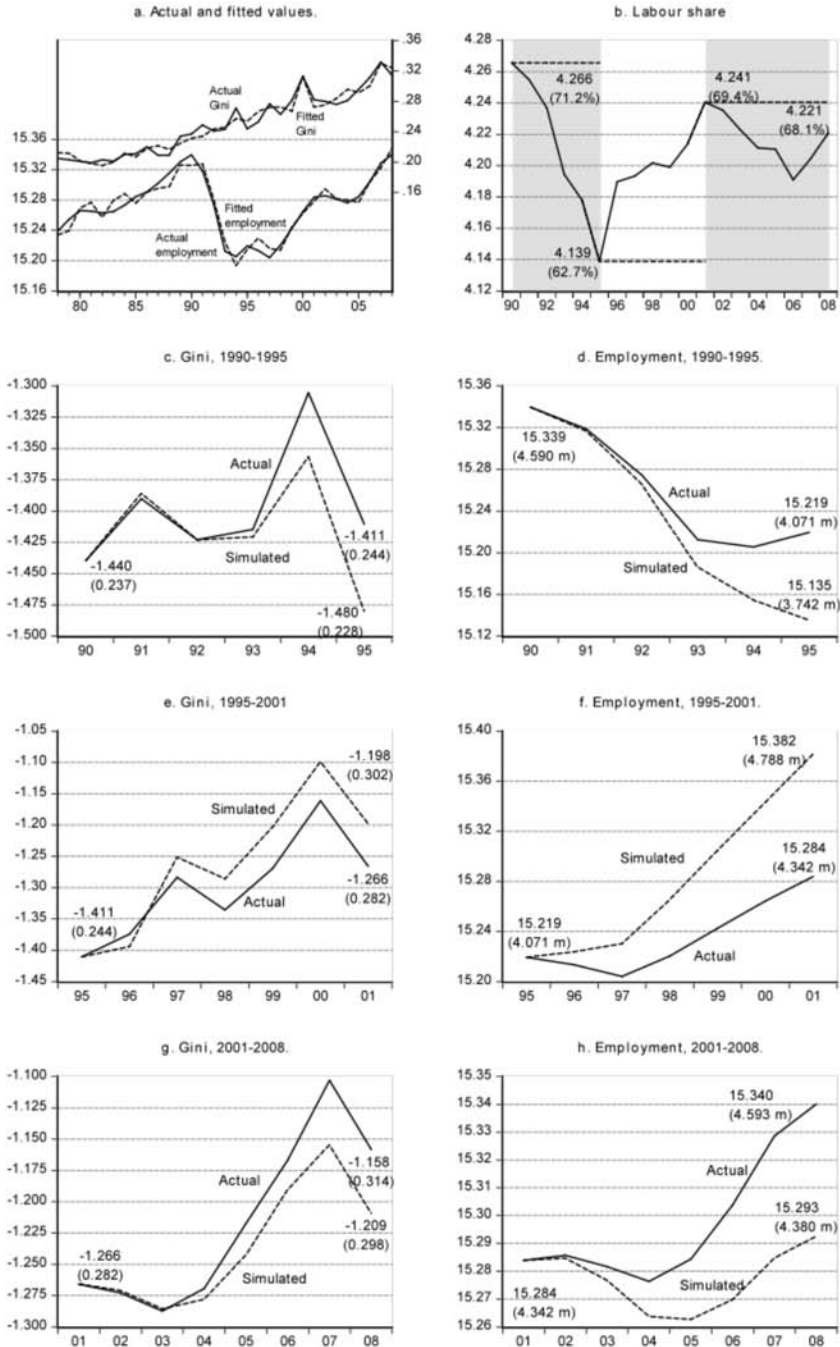 a. Actual and fitted values.
.36
.32
.28
.24
.20
.16
15.36
15.32
15.28
15.24
15.20
15.16
Actual
Gini
Fitted
Gini
Fitted
employment
Actual
employment
80
85
90
95
00
05
b. Labour share
4.28
4.26
4.24
4.22
4.20
4.18
4.16
4.14
4.12
4.266
(71.2%)
4.241
(69.4%)
4.221
(68.1%)
4.139
(62.7%)
90 92 94 96 98 00 02 04 06 08
c. Gini, 1990-1995
-1.300
-1.325
-1.350
-1.375
-1.400
-1.425
-1.450
-1.475
-1.500
Actual
Simulated
-1.440
(0.237)
-1.411
(0.244)
-1.480
(0.228)
90 91 92 93 94 95
d. Employment, 1990-1995.
15.36
15.32
15.28
15.24
15.20
15.16
15.12
15.339
(4.590 m)
Actual
15.219
(4.071 m)
Simulated
15.135
(3.742 m)
90 91 92 93 94 95
e. Gini, 1995-2001
-1.05
-1.10
-1.15
-1.20
-1.25
-1.30
-1.35
-1.40
-1.45
-1.198
(0.302)
Simulated
-1.266
(0.282)
Actual
-1.411
(0.244)
95 96 97 98 99 00 01
f. Employment, 1995-2001.
15.40
15.36
15.32
15.28
15.24
15.20
15.382
(4.788 m)
Simulated
15.284
(4.342 m)
15.219
(4.071 m)
Actual
95 96 97 98 99 00 01
g. Gini, 2001-2008.
-1.100
-1.125
-1.150
-1.175
-1.200
-1.225
-1.250
-1.275
-1.300
Actual
-1.158
(0.314)
-1.209
(0.298)
-1.266
(0.282)
Simulated
01 02 03 04 05 06 07 08
h. Employment, 2001-2008.
15.35
15.34
15.33
15.32
15.31
15.30
15.29
15.28
15.27
15.26
15.340
(4.593 m)
Actual
15.293
(4.380 m)
15.284
(4.342 m)
Simulated
01 02 03 04 05 06 07 08